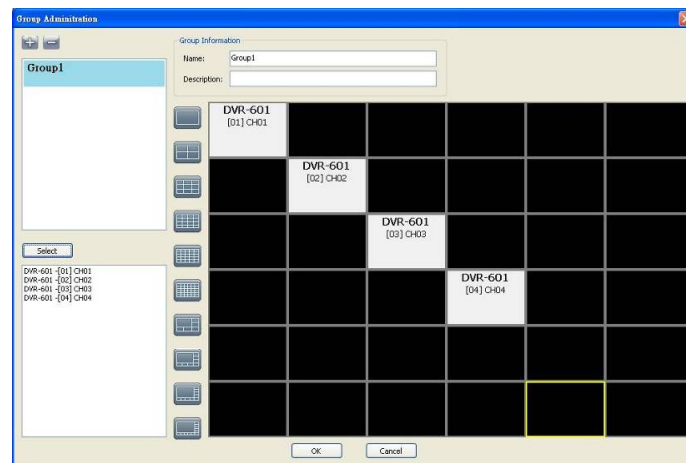 Group Adminitration
Group1
Group Information
Name: Group1
Description:
DVR-601
[01] CH01
DVR-601
[02] CH02
DVR-601
[03] CH03
DVR-601
[04] CH04
Select
DVR-601 -[01] CH01
DVR-601 -[02] CH02
DVR-601 -[03] CH03
DVR-601 -[04] CH04
OK
Cancel